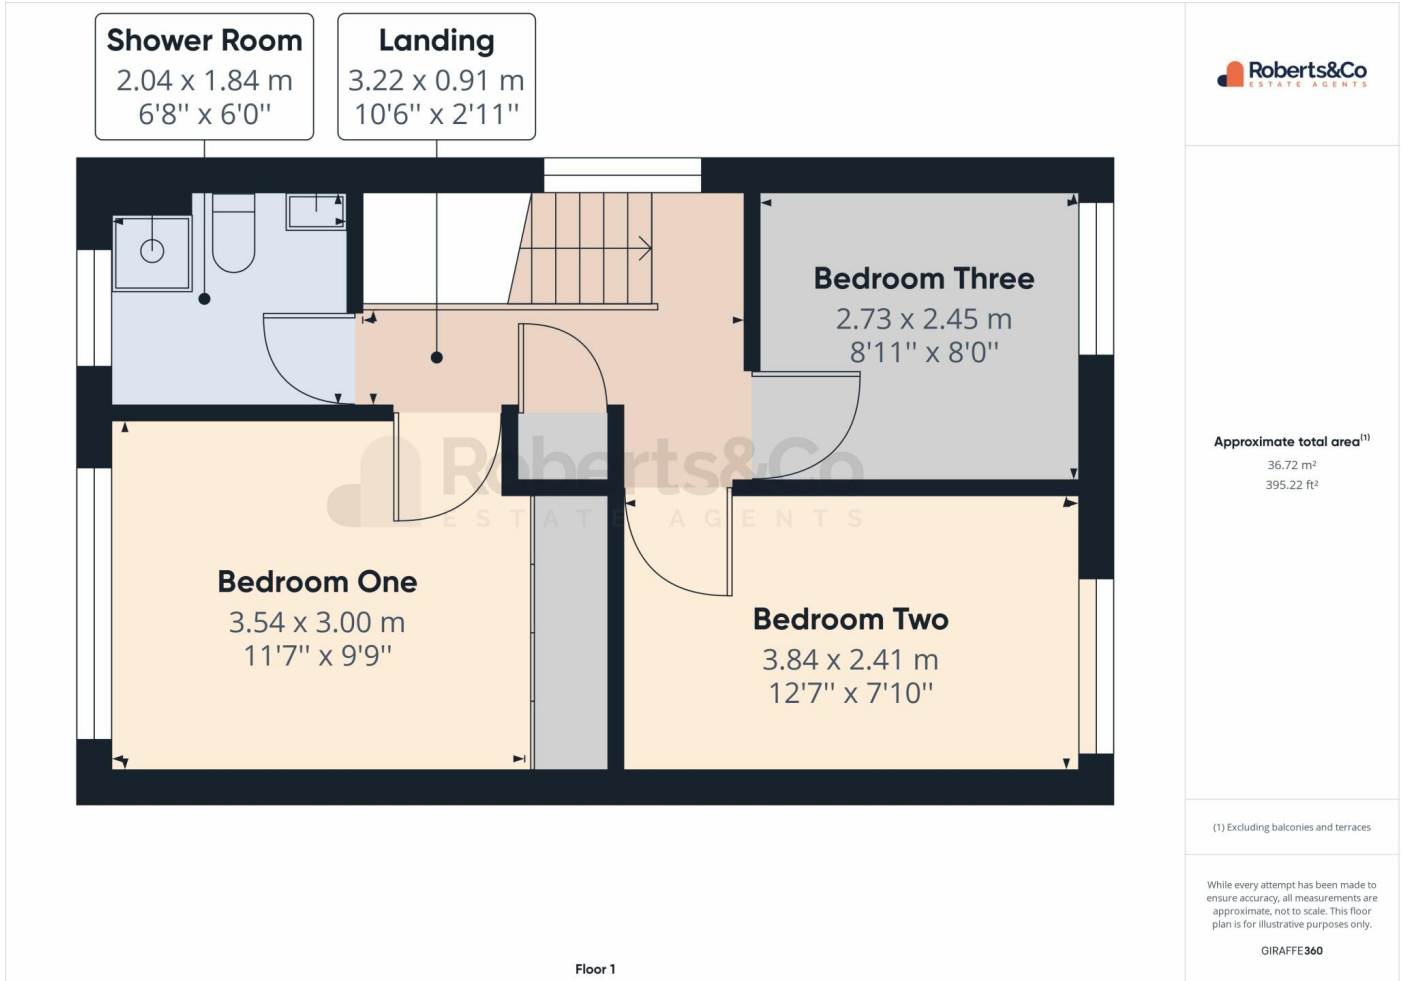 Shower Room
2.04 x 1.84 m
6'8'' x 6'0''
Landing
3.22 x 0.91 m
10'6'' x 2'11''
Bedroom Three
2.73 x 2.45 m
8'11'' x 8'0''
Roberts&Co
ESTATE AGENTS
Bedroom One
3.54 x 3.00 m
11'7'' x 9'9''
Bedroom Two
3.84 x 2.41 m
12'7'' x 7'10''
Floor 1
Roberts&Co
ESTATE AGENTS
Approximate total area(1)
36.72 m²
395.22 ft²
(1) Excluding balconies and terraces
While every attempt has been made to
ensure accuracy, all measurements are
approximate, not to scale. This floor
plan is for illustrative purposes only.
GIRAFFE360